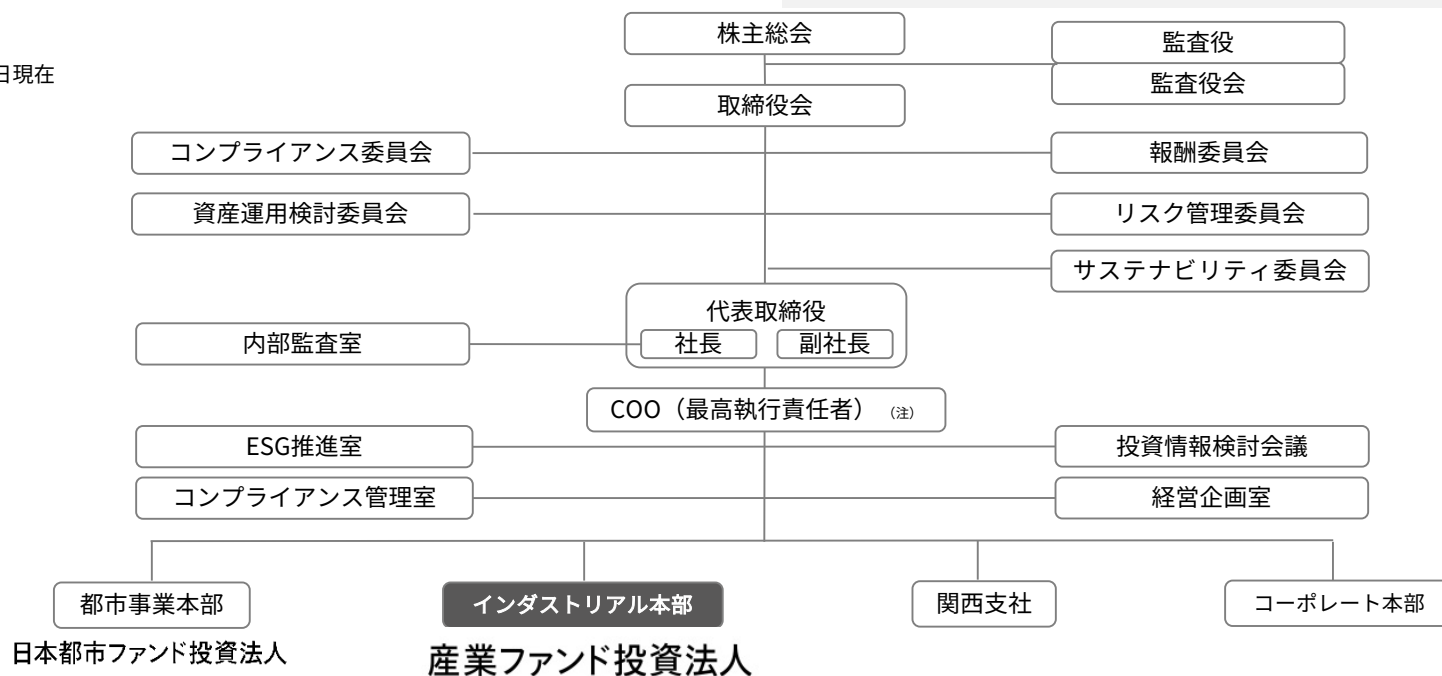 株主総会
監査役
日現在
監査役会
取締役会
コンプライアンス委員会
報酬委員会
資産運用検討委員会
リスク管理委員会
サステナビリティ委員会
代表取締役
内部監査室
社長
副社長
COO（最高執行責任者）（注）
ESG推進室
投資情報検討会議
コンプライアンス管理室
経営企画室
都市事業本部
インダストリアル本部
関西支社
コーポレート本部
日本都市ファンド投資法人
産業ファンド投資法人